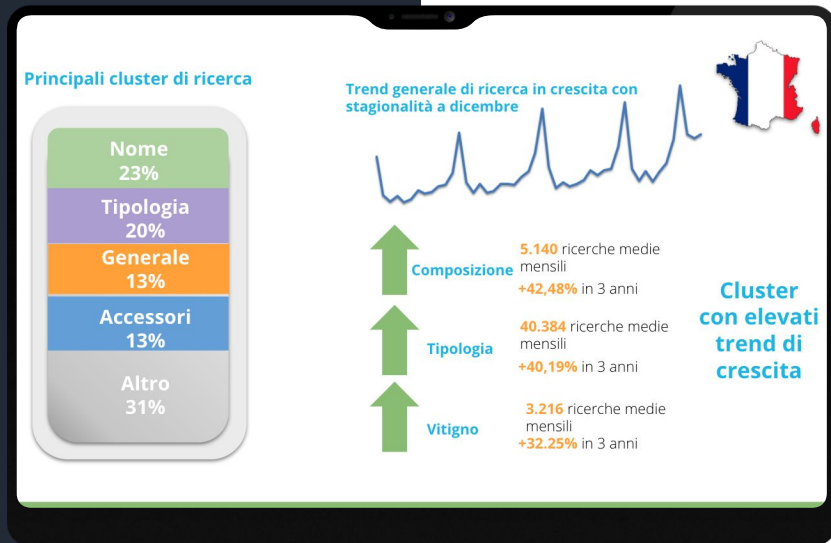 Principali cluster di ricerca
Nome
23%
Tipologia
20%
Generale
13%
Accessori
13%
Altro
31%
Trend generale di ricerca in crescita con
stagionalità a dicembre
Composizione
5.140 ricerche medie
mensili
+42,48% in 3 anni
Tipologia
40.384 ricerche medie
mensili
+40,19% in 3 anni
Vitigno
3.216 ricerche medie
mensili
+32.25% in 3 anni
Cluster
con elevati
trend di
crescita